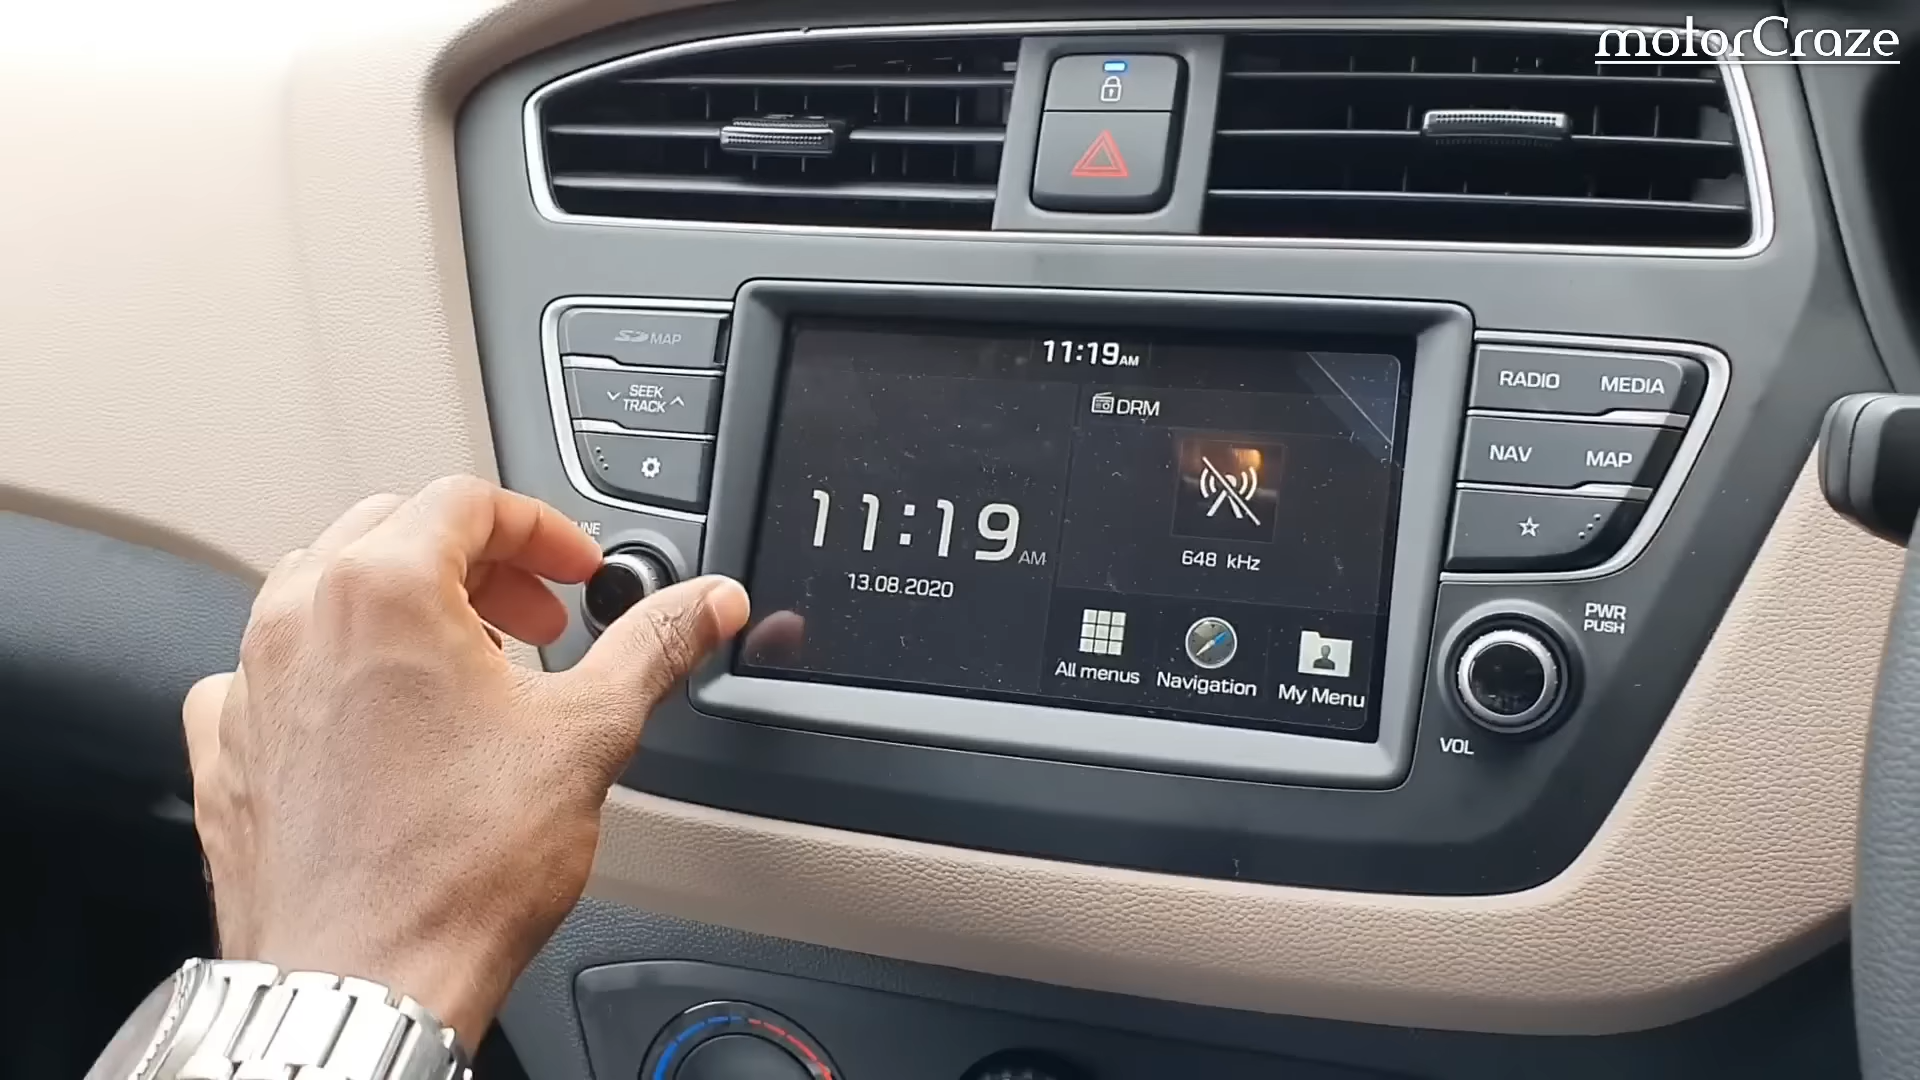 motorCraze
SD MAP
SEEK
TRACK
11:19AM
DRM
11:19 AM
13.08.2020
648 kHz
All menus
Navigation
My Menu
RADIO MEDIA
NAV MAP
PWR
PUSH
VOL